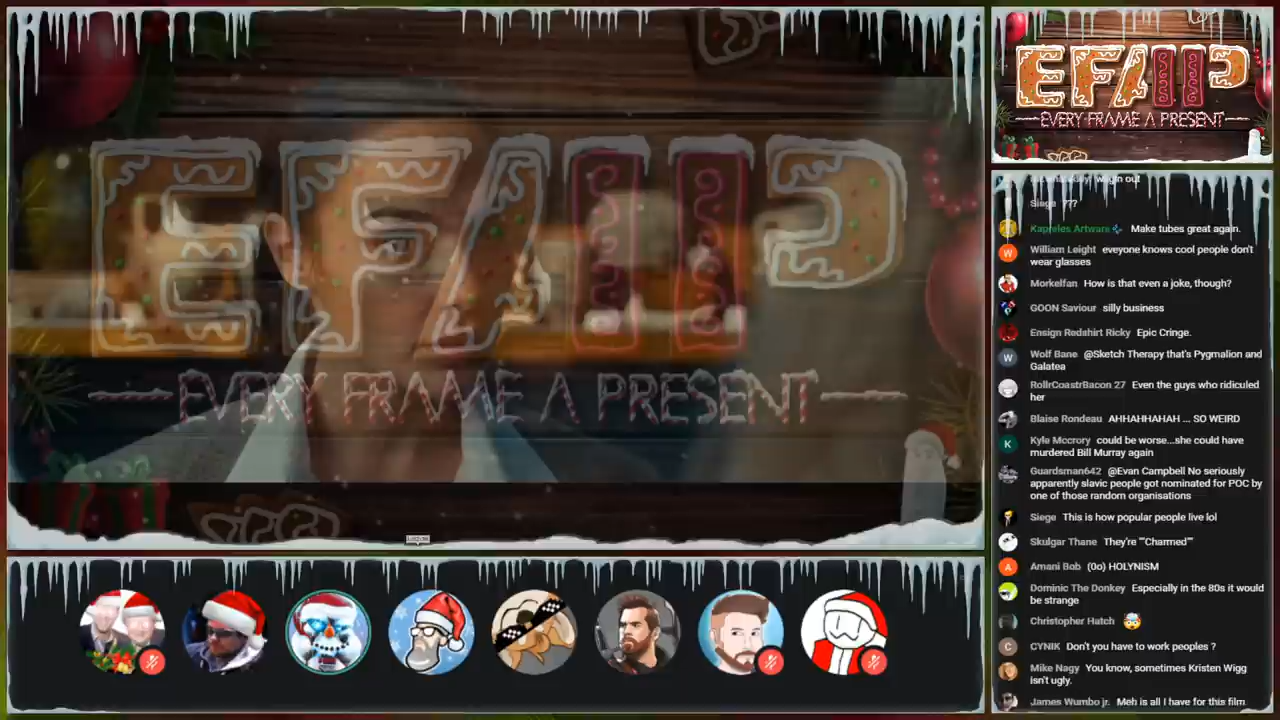 EFAP
EVERY FRAME A PRESENT
EFAP
EVERY FRAME A PRESENT
out
Siege ???
Kapteles Artwars Make tubes great again.
William Leight eveyone knows cool people don't
wear glasses
Morkelfan How is that even a joke, though?
GOON Saviour silly business
Ensign Redshirt Ricky Epic Cringe.
Wolf Bane @Sketch Therapy that's Pygmalion and
Galatea
RollrCoastrBacon 27 Even the guys who ridiculed
her
Blaise Rondeau AHHAHHAHAH ... SO WEIRD
Kyle Mccrory could be worse...she could have
murdered Bill Murray again
Guardsman642 @Evan Campbell No seriously
apparently slavic people got nominated for POC by
one of those random organisations
Siege This is how popular people live lol
Skulgar Thane They're ""Charmed""
Amani Bob (0o) HOLYNISM
Dominic The Donkey Especially in the 80s it would
be strange
Christopher Hatch
CYNIK Don't you have to work peoples ?
Mike Nagy You know, sometimes Kristen Wigg
isn't ugly.
James Wumbo jr. Meh is all I have for this film.